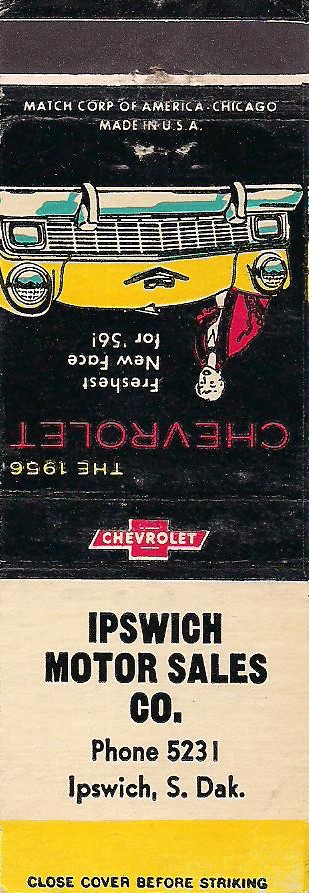 MATCH CORP OF AMERICA - CHICAGO
MADE IN U.S.A.
THE 1956
CHEVROLET
Freshest
New Face
for '56!
CHEVROLET
IPSWICH
MOTOR SALES
CO.
Phone 5231
Ipswich, S. Dak.
CLOSE COVER BEFORE STRIKING